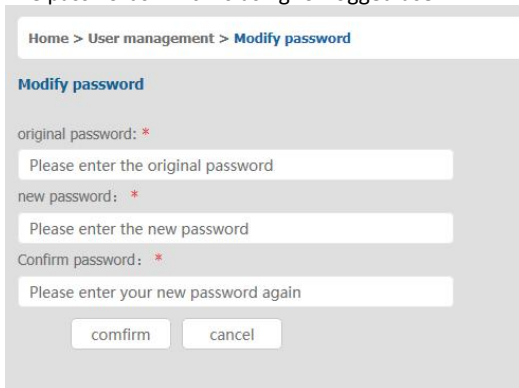 Home > User management > Modify password
Modify password
original password: *
Please enter the original password
new password： *
Please enter the new password
Confirm password： *
Please enter your new password again
comfirm cancel